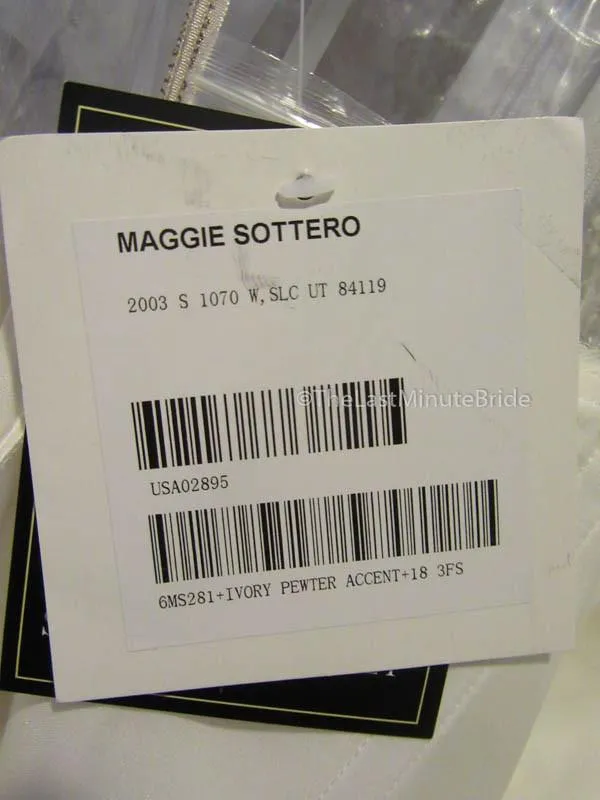 MAGGIE SOTTERO
2003 S 1070 W, SLC UT 84119
©TheLastMinuteBride
USA02895
6MS281+IVORY PEWTER ACCENT+18 3FS